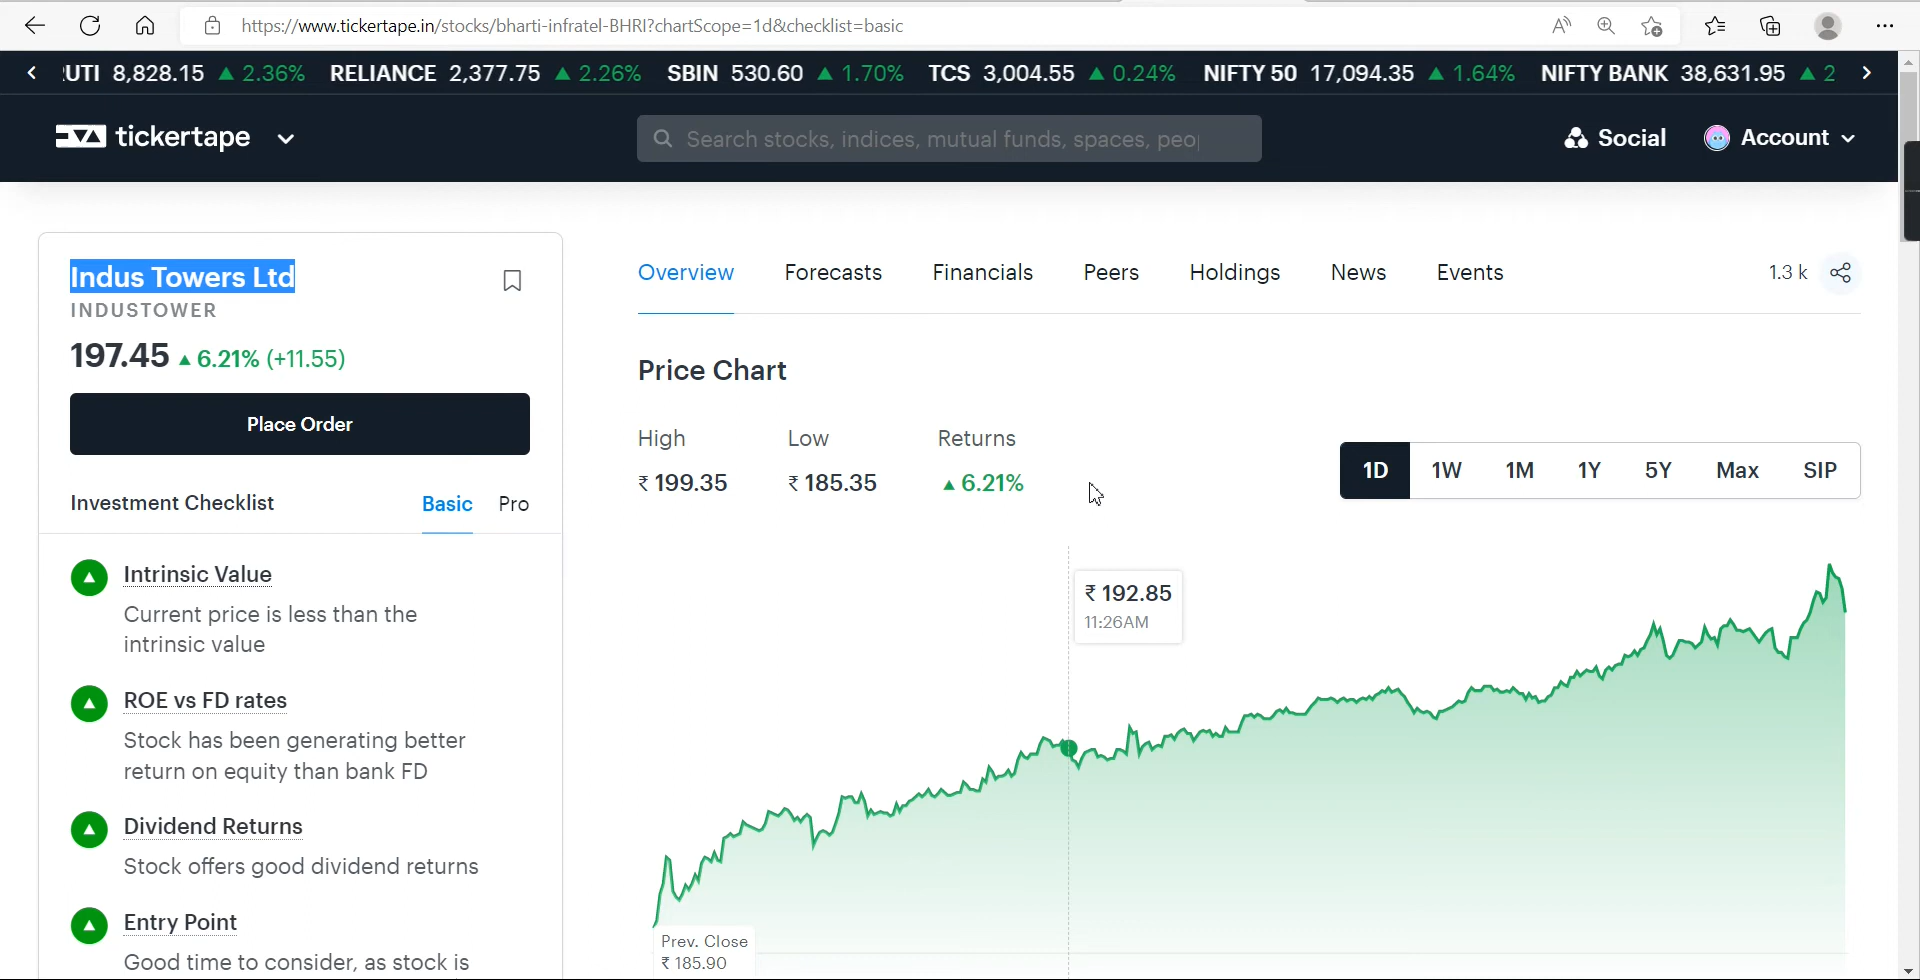 https://www.tickertape.in/stocks/bharti-infratel-BHRI?chartScope=1d&checklist=basic
UTI 8,828.15 ▲ 2.36% RELIANCE 2,377.75 ▲ 2.26% SBIN 530.60 ▲ 1.70% TCS 3,004.55 ▲ 0.24% NIFTY 50 17,094.35 ▲ 1.64% NIFTY BANK 38,631.95 ▲ 2
tickertape
Search stocks, indices, mutual funds, spaces, peo
Social
Account
Indus Towers Ltd
INDUSTOWER
197.45 ▲ 6.21% (+11.55)
Place Order
Investment Checklist Basic Pro
Intrinsic Value
Current price is less than the
intrinsic value
ROE vs FD rates
Stock has been generating better
return on equity than bank FD
Dividend Returns
Stock offers good dividend returns
Entry Point
Good time to consider, as stock is
Overview Forecasts Financials Peers Holdings News Events 1.3 k
Price Chart
High Low Returns
₹ 199.35 ₹ 185.35 ▲ 6.21%
1D 1W 1M 1Y 5Y Max SIP
₹ 192.85
11:26AM
Prev. Close
₹ 185.90